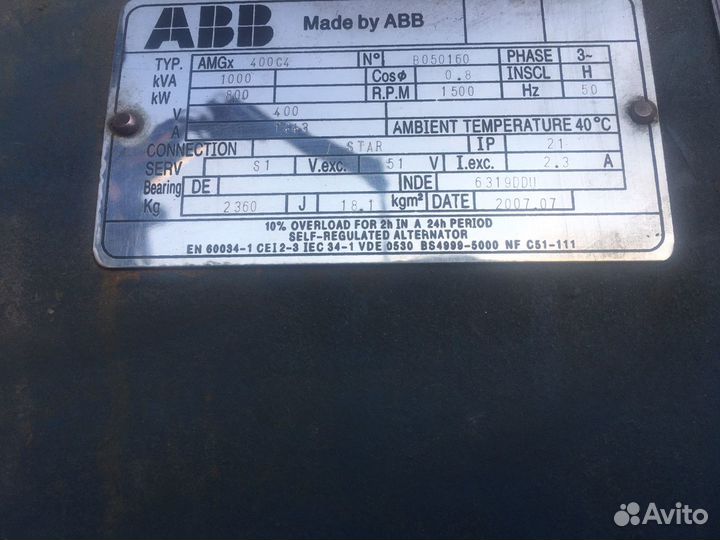 ABB Made by ABB
TYP. AMGx 400C4 N° B050160 PHASE 3~
kVA 1000 Cosø 0.8 INSCL H
kW 800 R.P.M 1500 Hz 50
V 400
A AMBIENT TEMPERATURE 40°C
CONNECTION STAR IP 21
SERV S1 V.exc. 51 V I.exc. 2.3 A
Bearing DE NDE 6319DDU
Kg 2360 J 18.1 kgm² DATE 2007.07
10% OVERLOAD FOR 2h IN A 24h PERIOD
SELF-REGULATED ALTERNATOR
EN 60034-1 CEI 2-3 IEC 34-1 VDE 0530 BS4999-5000 NF C51-111
Avito